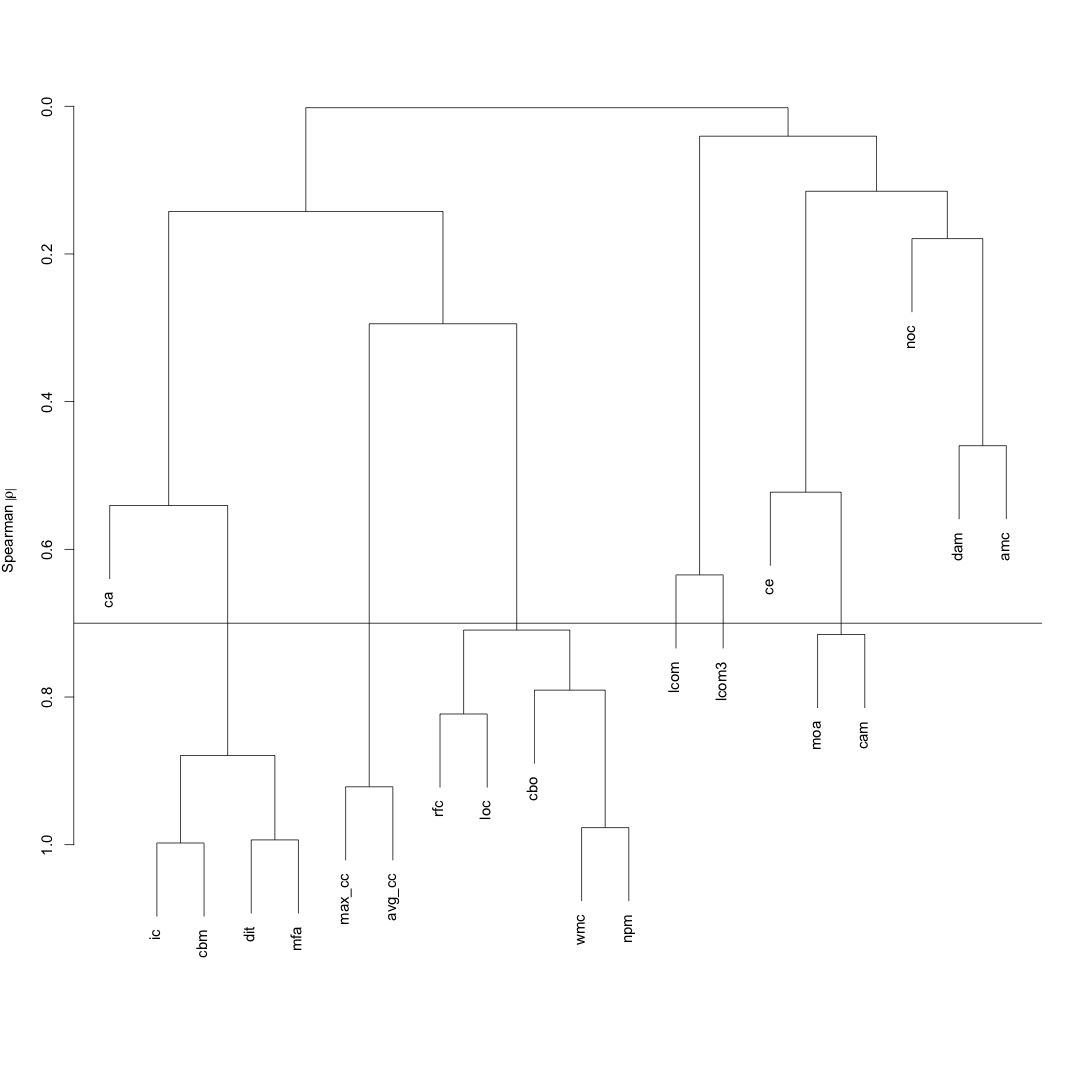 Spearman |ρ|
0.0
0.2
0.4
0.6
0.8
1.0
ca
ic
cbm
dit
mfa
max_cc
avg_cc
rfc
loc
cbo
wmc
npm
lcom
lcom3
ce
moa
cam
noc
dam
amc